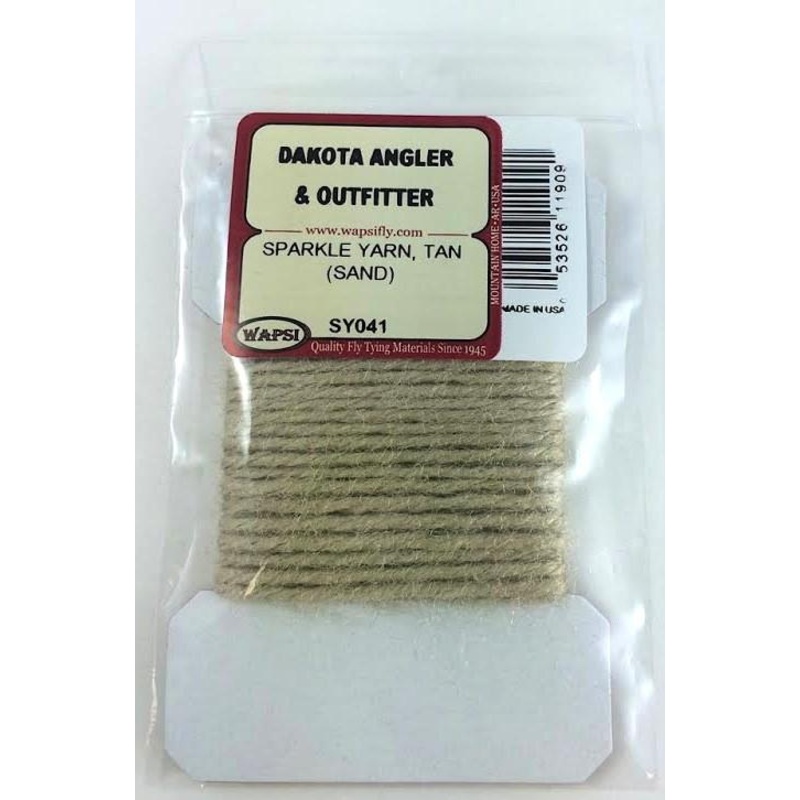 DAKOTA ANGLER
& OUTFITTER
www.wapsifly.com
SPARKLE YARN, TAN
(SAND)
SY041
WAPSI
Quality Fly Tying Materials Since 1945
MOUNTAIN HOME • AR • USA
53526 11909
MADE IN USA